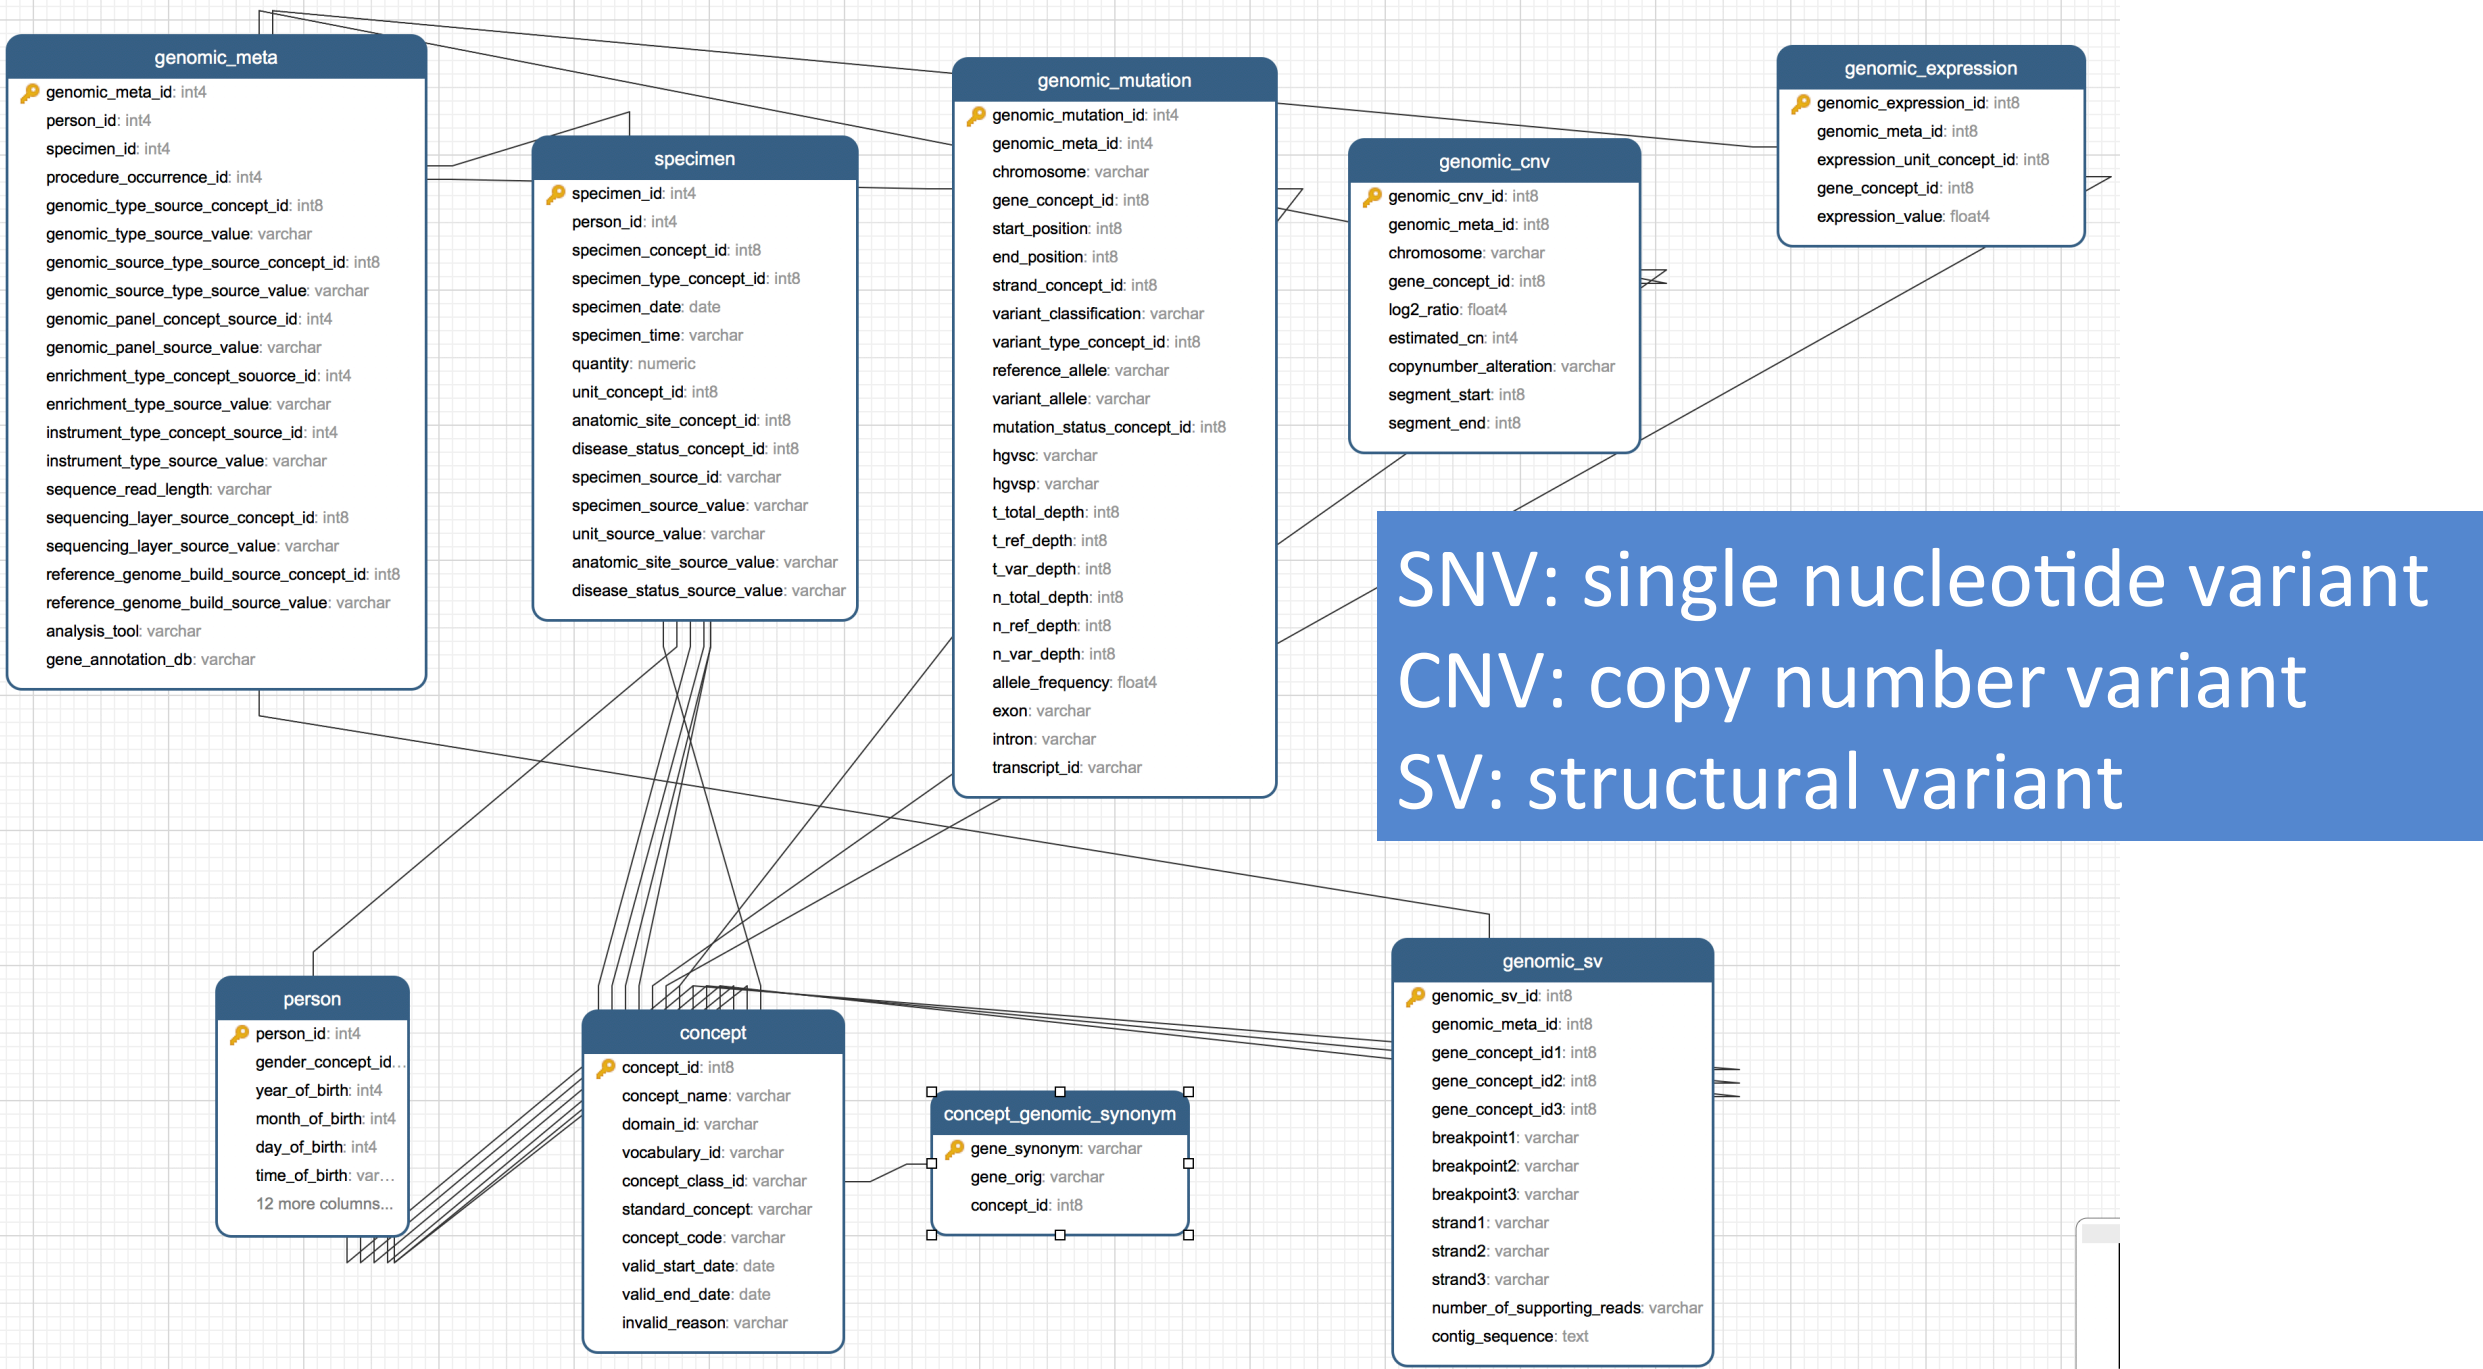 genomic_meta
genomic_meta_id: int4
person_id: int4
specimen_id: int4
procedure_occurrence_id: int4
genomic_type_source_concept_id: int8
genomic_type_source_value: varchar
genomic_source_type_source_concept_id: int8
genomic_source_type_source_value: varchar
genomic_panel_concept_source_id: int4
genomic_panel_source_value: varchar
enrichment_type_concept_souorce_id: int4
enrichment_type_source_value: varchar
instrument_type_concept_source_id: int4
instrument_type_source_value: varchar
sequence_read_length: varchar
sequencing_layer_source_concept_id: int8
sequencing_layer_source_value: varchar
reference_genome_build_source_concept_id: int8
reference_genome_build_source_value: varchar
analysis_tool: varchar
gene_annotation_db: varchar
specimen
specimen_id: int4
person_id: int4
specimen_concept_id: int8
specimen_type_concept_id: int8
specimen_date: date
specimen_time: varchar
quantity: numeric
unit_concept_id: int8
anatomic_site_concept_id: int8
disease_status_concept_id: int8
specimen_source_id: varchar
specimen_source_value: varchar
unit_source_value: varchar
anatomic_site_source_value: varchar
disease_status_source_value: varchar
genomic_mutation
genomic_mutation_id: int4
genomic_meta_id: int4
chromosome: varchar
gene_concept_id: int8
start_position: int8
end_position: int8
strand_concept_id: int8
variant_classification: varchar
variant_type_concept_id: int8
reference_allele: varchar
variant_allele: varchar
mutation_status_concept_id: int8
hgvsc: varchar
hgvsp: varchar
t_total_depth: int8
t_ref_depth: int8
t_var_depth: int8
n_total_depth: int8
n_ref_depth: int8
n_var_depth: int8
allele_frequency: float4
exon: varchar
intron: varchar
transcript_id: varchar
genomic_cnv
genomic_cnv_id: int8
genomic_meta_id: int8
chromosome: varchar
gene_concept_id: int8
log2_ratio: float4
estimated_cn: int4
copynumber_alteration: varchar
segment_start: int8
segment_end: int8
genomic_expression
genomic_expression_id: int8
genomic_meta_id: int8
expression_unit_concept_id: int8
gene_concept_id: int8
expression_value: float4
SNV: single nucleotide variant
CNV: copy number variant
SV: structural variant
person
person_id: int4
gender_concept_id...
year_of_birth: int4
month_of_birth: int4
day_of_birth: int4
time_of_birth: var...
12 more columns...
concept
concept_id: int8
concept_name: varchar
domain_id: varchar
vocabulary_id: varchar
concept_class_id: varchar
standard_concept: varchar
concept_code: varchar
valid_start_date: date
valid_end_date: date
invalid_reason: varchar
concept_genomic_synonym
gene_synonym: varchar
gene_orig: varchar
concept_id: int8
genomic_sv
genomic_sv_id: int8
genomic_meta_id: int8
gene_concept_id1: int8
gene_concept_id2: int8
gene_concept_id3: int8
breakpoint1: varchar
breakpoint2: varchar
breakpoint3: varchar
strand1: varchar
strand2: varchar
strand3: varchar
number_of_supporting_reads: varchar
contig_sequence: text